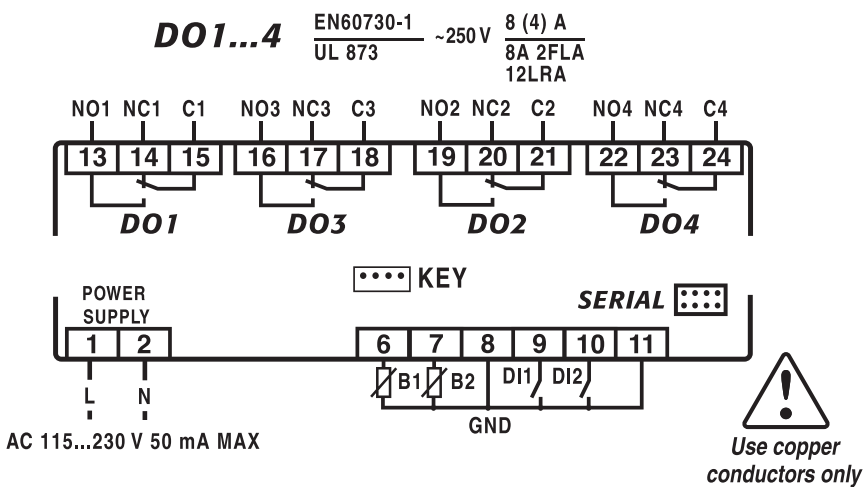 DO1...4 EN60730-1 ~250 V 8 (4) A
UL 873 8A 2FLA
12LRA
NO1 NC1 C1 NO3 NC3 C3 NO2 NC2 C2 NO4 NC4 C4
13 14 15 16 17 18 19 20 21 22 23 24
DO1 DO3 DO2 DO4
KEY
POWER
SUPPLY
SERIAL
1 2 6 7 8 9 10 11
L N B1 B2 DI1 DI2
GND
AC 115...230 V 50 mA MAX
Use copper
conductors only